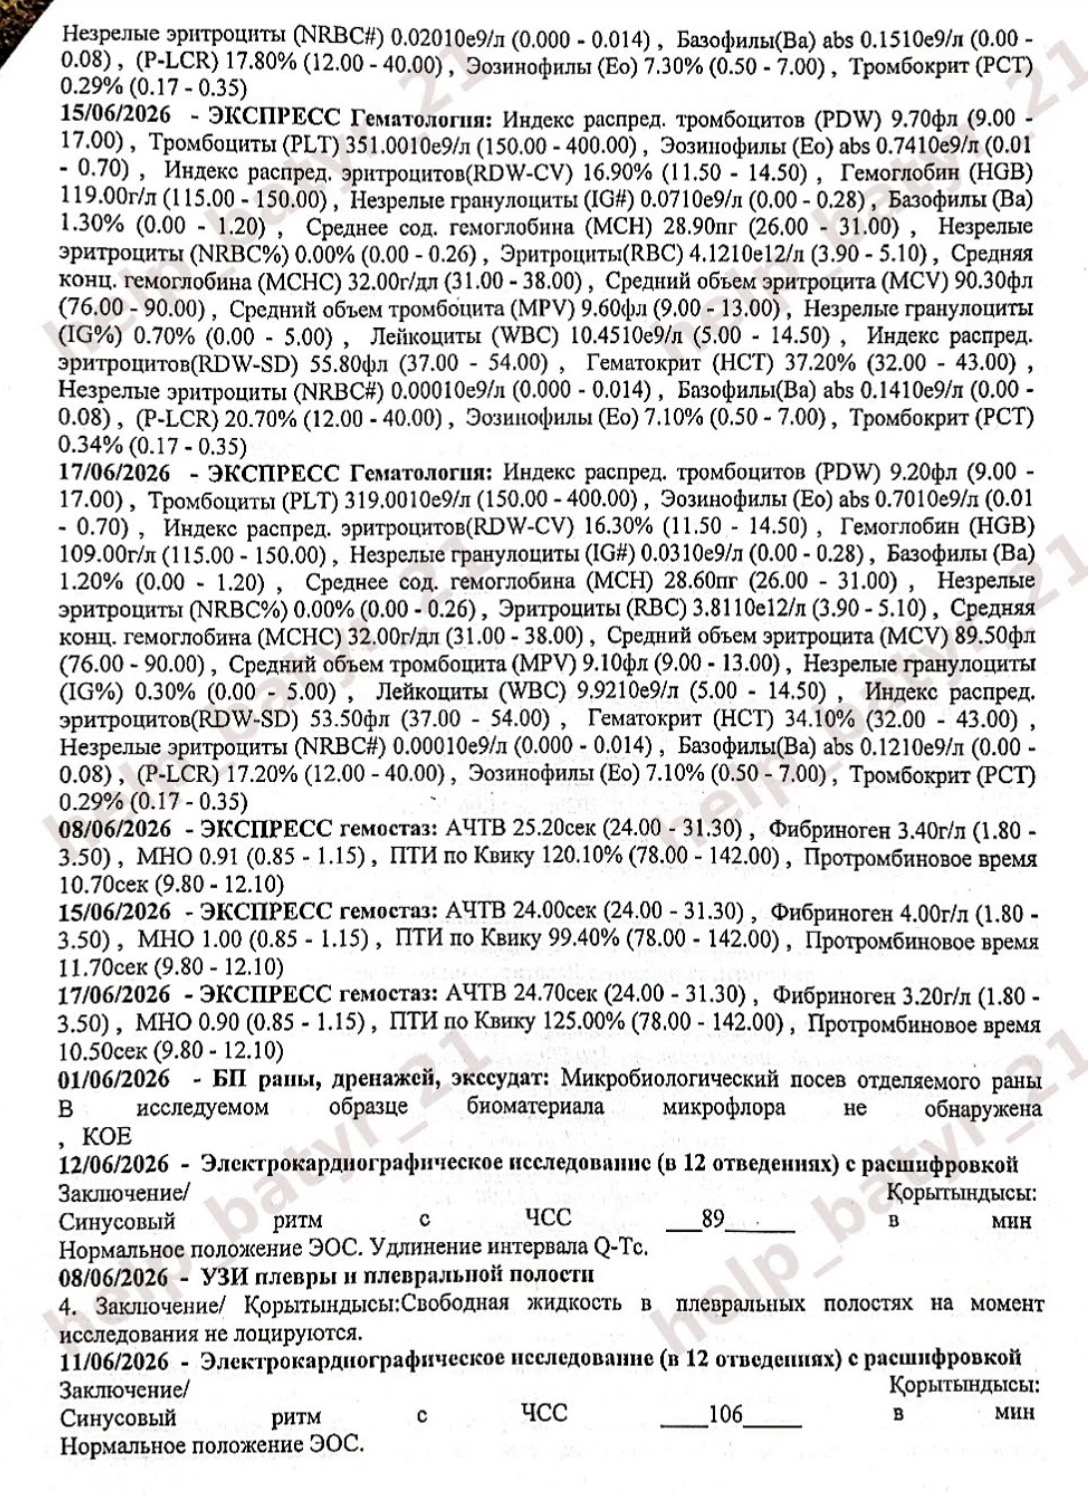 Незрелые эритроциты (NRBC#) 0.02010е9/л (0.000 - 0.014) , Базофилы(Ba) abs 0.1510е9/л (0.00 -
0.08) , (P-LCR) 17.80% (12.00 - 40.00) , Эозинофилы (Eo) 7.30% (0.50 - 7.00) , Тромбокрит (PCT)
0.29% (0.17 - 0.35)
15/06/2026 - ЭКСПРЕСС Гематология: Индекс распред. тромбоцитов (PDW) 9.70фл (9.00 -
17.00) , Тромбоциты (PLT) 351.0010е9/л (150.00 - 400.00) , Эозинофилы (Eo) abs 0.7410е9/л (0.01
- 0.70) , Индекс распред. эритроцитов(RDW-CV) 16.90% (11.50 - 14.50) , Гемоглобин (HGB)
119.00г/л (115.00 - 150.00) , Незрелые гранулоциты (IG#) 0.0710е9/л (0.00 - 0.28) , Базофилы (Ba)
1.30% (0.00 - 1.20) , Среднее сод. гемоглобина (MCH) 28.90пг (26.00 - 31.00) , Незрелые
эритроциты (NRBC%) 0.00% (0.00 - 0.26) , Эритроциты(RBC) 4.1210е12/л (3.90 - 5.10) , Средняя
конц. гемоглобина (MCHC) 32.00г/дл (31.00 - 38.00) , Средний объем эритроцита (MCV) 90.30фл
(76.00 - 90.00) , Средний объем тромбоцита (MPV) 9.60фл (9.00 - 13.00) , Незрелые гранулоциты
(IG%) 0.70% (0.00 - 5.00) , Лейкоциты (WBC) 10.4510е9/л (5.00 - 14.50) , Индекс распред.
эритроцитов(RDW-SD) 55.80фл (37.00 - 54.00) , Гематокрит (HCT) 37.20% (32.00 - 43.00) ,
Незрелые эритроциты (NRBC#) 0.00010е9/л (0.000 - 0.014) , Базофилы(Ba) abs 0.1410е9/л (0.00 -
0.08) , (P-LCR) 20.70% (12.00 - 40.00) , Эозинофилы (Eo) 7.10% (0.50 - 7.00) , Тромбокрит (PCT)
0.34% (0.17 - 0.35)
17/06/2026 - ЭКСПРЕСС Гематология: Индекс распред. тромбоцитов (PDW) 9.20фл (9.00 -
17.00) , Тромбоциты (PLT) 319.0010е9/л (150.00 - 400.00) , Эозинофилы (Eo) abs 0.7010е9/л (0.01
- 0.70) , Индекс распред. эритроцитов(RDW-CV) 16.30% (11.50 - 14.50) , Гемоглобин (HGB)
109.00г/л (115.00 - 150.00) , Незрелые гранулоциты (IG#) 0.0310е9/л (0.00 - 0.28) , Базофилы (Ba)
1.20% (0.00 - 1.20) , Среднее сод. гемоглобина (MCH) 28.60пг (26.00 - 31.00) , Незрелые
эритроциты (NRBC%) 0.00% (0.00 - 0.26) , Эритроциты (RBC) 3.8110е12/л (3.90 - 5.10) , Средняя
конц. гемоглобина (MCHC) 32.00г/дл (31.00 - 38.00) , Средний объем эритроцита (MCV) 89.50фл
(76.00 - 90.00) , Средний объем тромбоцита (MPV) 9.10фл (9.00 - 13.00) , Незрелые гранулоциты
(IG%) 0.30% (0.00 - 5.00) , Лейкоциты (WBC) 9.9210е9/л (5.00 - 14.50) , Индекс распред.
эритроцитов(RDW-SD) 53.50фл (37.00 - 54.00) , Гематокрит (HCT) 34.10% (32.00 - 43.00) ,
Незрелые эритроциты (NRBC#) 0.00010е9/л (0.000 - 0.014) , Базофилы(Ba) abs 0.1210е9/л (0.00 -
0.08) , (P-LCR) 17.20% (12.00 - 40.00) , Эозинофилы (Eo) 7.10% (0.50 - 7.00) , Тромбокрит (PCT)
0.29% (0.17 - 0.35)
08/06/2026 - ЭКСПРЕСС гемостаз: АЧТВ 25.20сек (24.00 - 31.30) , Фибриноген 3.40г/л (1.80 -
3.50) , МНО 0.91 (0.85 - 1.15) , ПТИ по Квику 120.10% (78.00 - 142.00) , Протромбиновое время
10.70сек (9.80 - 12.10)
15/06/2026 - ЭКСПРЕСС гемостаз: АЧТВ 24.00сек (24.00 - 31.30) , Фибриноген 4.00г/л (1.80 -
3.50) , МНО 1.00 (0.85 - 1.15) , ПТИ по Квику 99.40% (78.00 - 142.00) , Протромбиновое время
11.70сек (9.80 - 12.10)
17/06/2026 - ЭКСПРЕСС гемостаз: АЧТВ 24.70сек (24.00 - 31.30) , Фибриноген 3.20г/л (1.80 -
3.50) , МНО 0.90 (0.85 - 1.15) , ПТИ по Квику 125.00% (78.00 - 142.00) , Протромбиновое время
10.50сек (9.80 - 12.10)
01/06/2026 - БП раны, дренажей, экссудат: Микробиологический посев отделяемого раны
В исследуемом образце биоматериала микрофлора не обнаружена
, КОЕ
12/06/2026 - Электрокардиографическое исследование (в 12 отведениях) с расшифровкой
Заключение/ Қорытындысы:
Синусовый ритм с ЧСС ___89______ в мин
Нормальное положение ЭОС. Удлинение интервала Q-Tc.
08/06/2026 - УЗИ плевры и плевральной полости
4. Заключение/ Қорытындысы:Свободная жидкость в плевральных полостях на момент
исследования не лоцируются.
11/06/2026 - Электрокардиографическое исследование (в 12 отведениях) с расшифровкой
Заключение/ Қорытындысы:
Синусовый ритм с ЧСС ____106_____ в мин
Нормальное положение ЭОС.
help_batyr_21
help_batyr_21
help_batyr_21
help_batyr_21
help_batyr_21
help_batyr_21